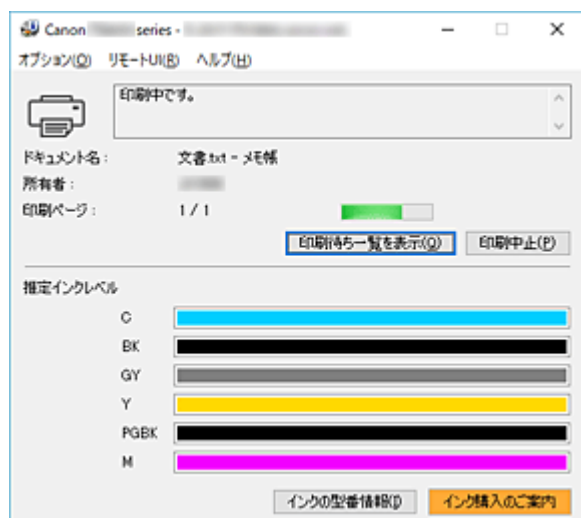 Canon series -
オプション(O) リモートUI(R) ヘルプ(H)
印刷中です。
ドキュメント名 : 文書.txt - メモ帳
所有者 :
印刷ページ : 1 / 1
印刷待ち一覧を表示(Q) 印刷中止(P)
推定インクレベル
C
BK
GY
Y
PGBK
M
インクの型番情報(I) インク購入のご案内